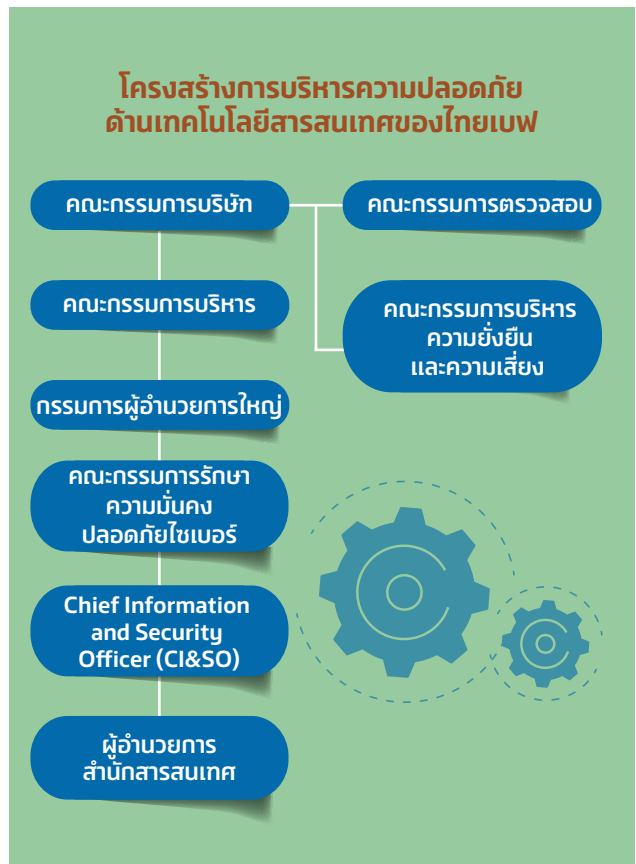 โครงสร้างการบริหารความปลอดภัย
ด้านเทคโนโลยีสารสนเทศของไทยเบฟ
คณะกรรมการบริษัท
คณะกรรมการตรวจสอบ
คณะกรรมการบริหาร
คณะกรรมการบริหาร
ความยั่งยืน
และความเสี่ยง
กรรมการผู้อำนวยการใหญ่
คณะกรรมการรักษา
ความมั่นคง
ปลอดภัยไซเบอร์
Chief Information
and Security
Officer (CI&SO)
ผู้อำนวยการ
สำนักสารสนเทศ